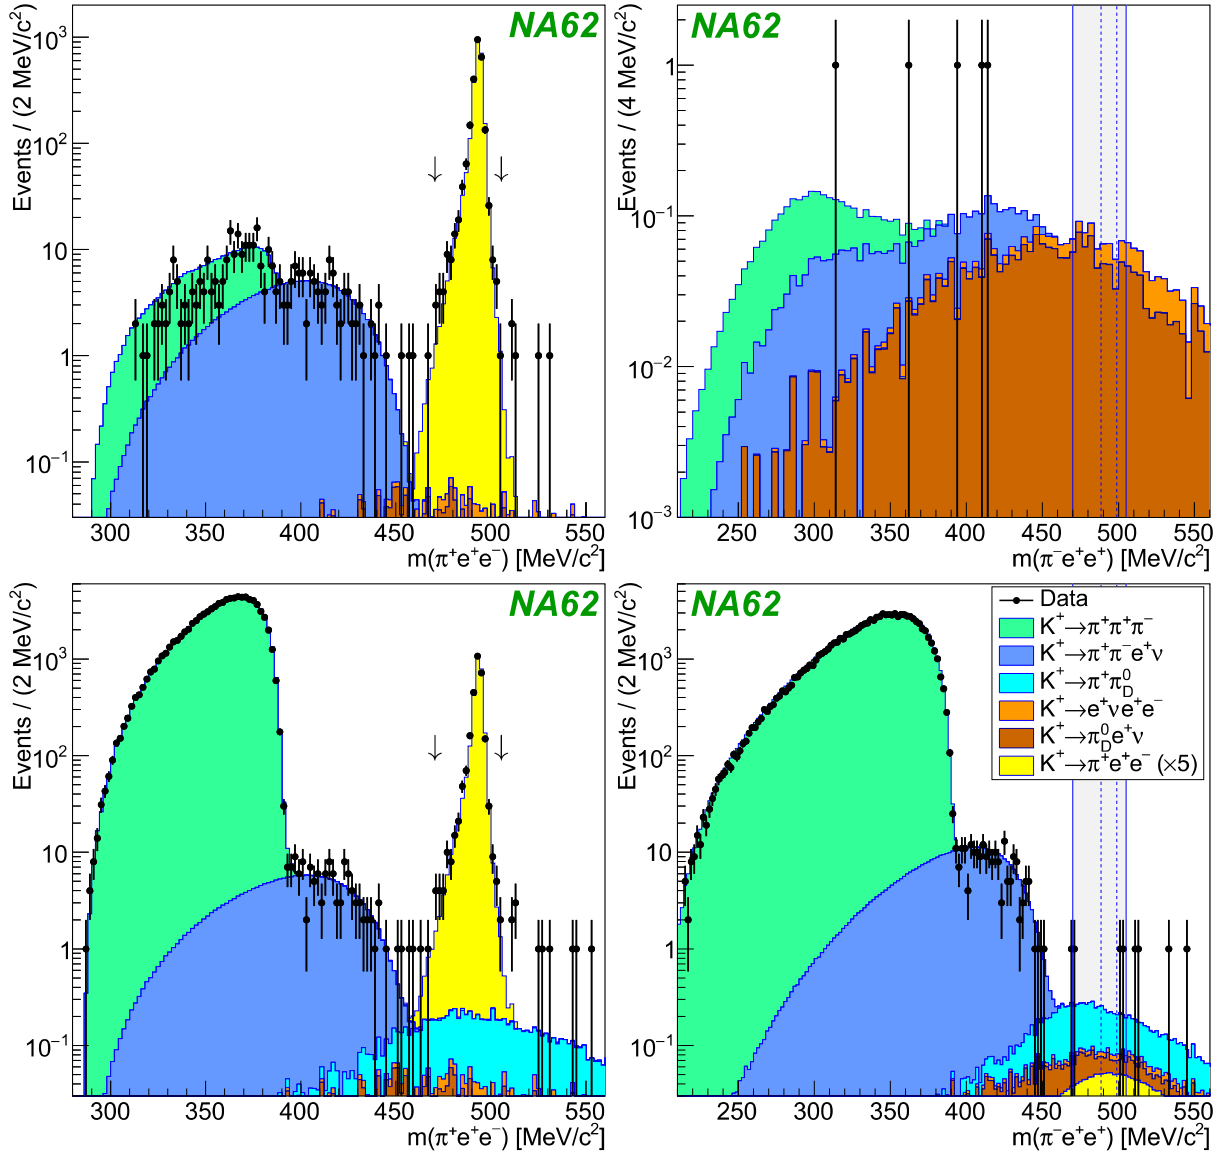 NA62
Events / (2 MeV/c²)
10³
10²
10
1
10⁻¹
300 350 400 450 500 550
m(π⁺e⁺e⁻) [MeV/c²]
NA62
Events / (4 MeV/c²)
1
10⁻¹
10⁻²
10⁻³
250 300 350 400 450 500 550
m(π⁻e⁺e⁺) [MeV/c²]
NA62
Events / (2 MeV/c²)
10³
10²
10
1
10⁻¹
300 350 400 450 500 550
m(π⁺e⁺e⁻) [MeV/c²]
NA62
Events / (2 MeV/c²)
10³
10²
10
1
10⁻¹
250 300 350 400 450 500 550
m(π⁻e⁺e⁺) [MeV/c²]
Data
K⁺→π⁺π⁺π⁻
K⁺→π⁺π⁻e⁺ν
K⁺→π⁺π⁰_D
K⁺→e⁺νe⁺e⁻
K⁺→π⁰_De⁺ν
K⁺→π⁺e⁺e⁻ (×5)